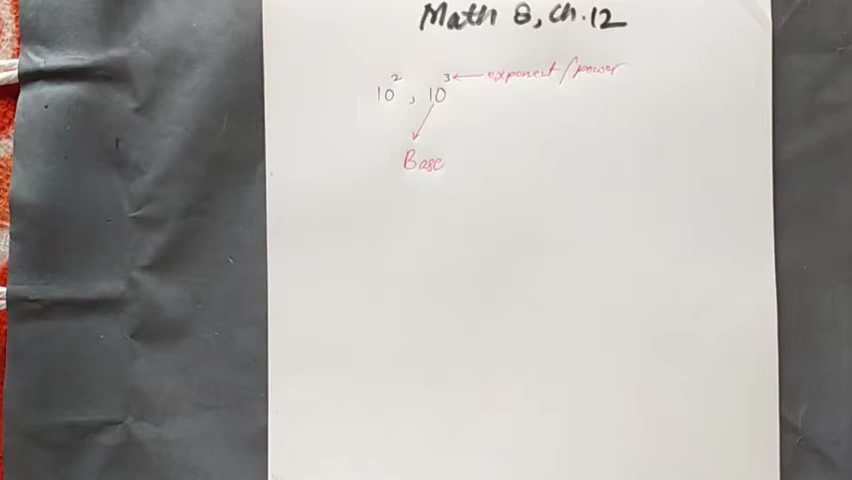 Math 8, ch.12
10², 10³ ← exponent/power
Base